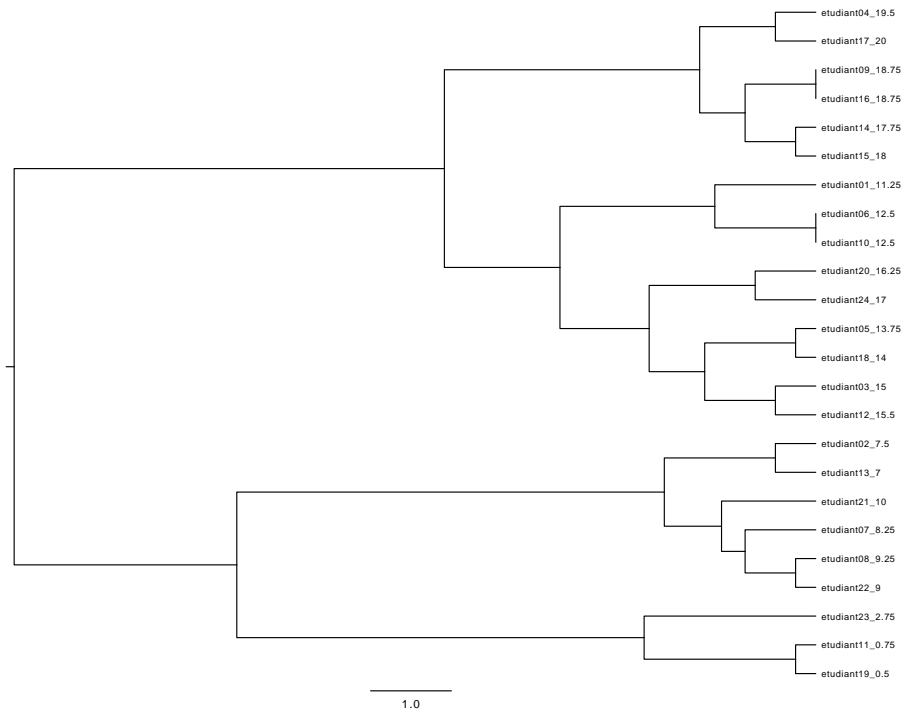 etudiant04_19.5
etudiant17_20
etudiant09_18.75
etudiant16_18.75
etudiant14_17.75
etudiant15_18
etudiant01_11.25
etudiant06_12.5
etudiant10_12.5
etudiant20_16.25
etudiant24_17
etudiant05_13.75
etudiant18_14
etudiant03_15
etudiant12_15.5
etudiant02_7.5
etudiant13_7
etudiant21_10
etudiant07_8.25
etudiant08_9.25
etudiant22_9
etudiant23_2.75
etudiant11_0.75
etudiant19_0.5
1.0